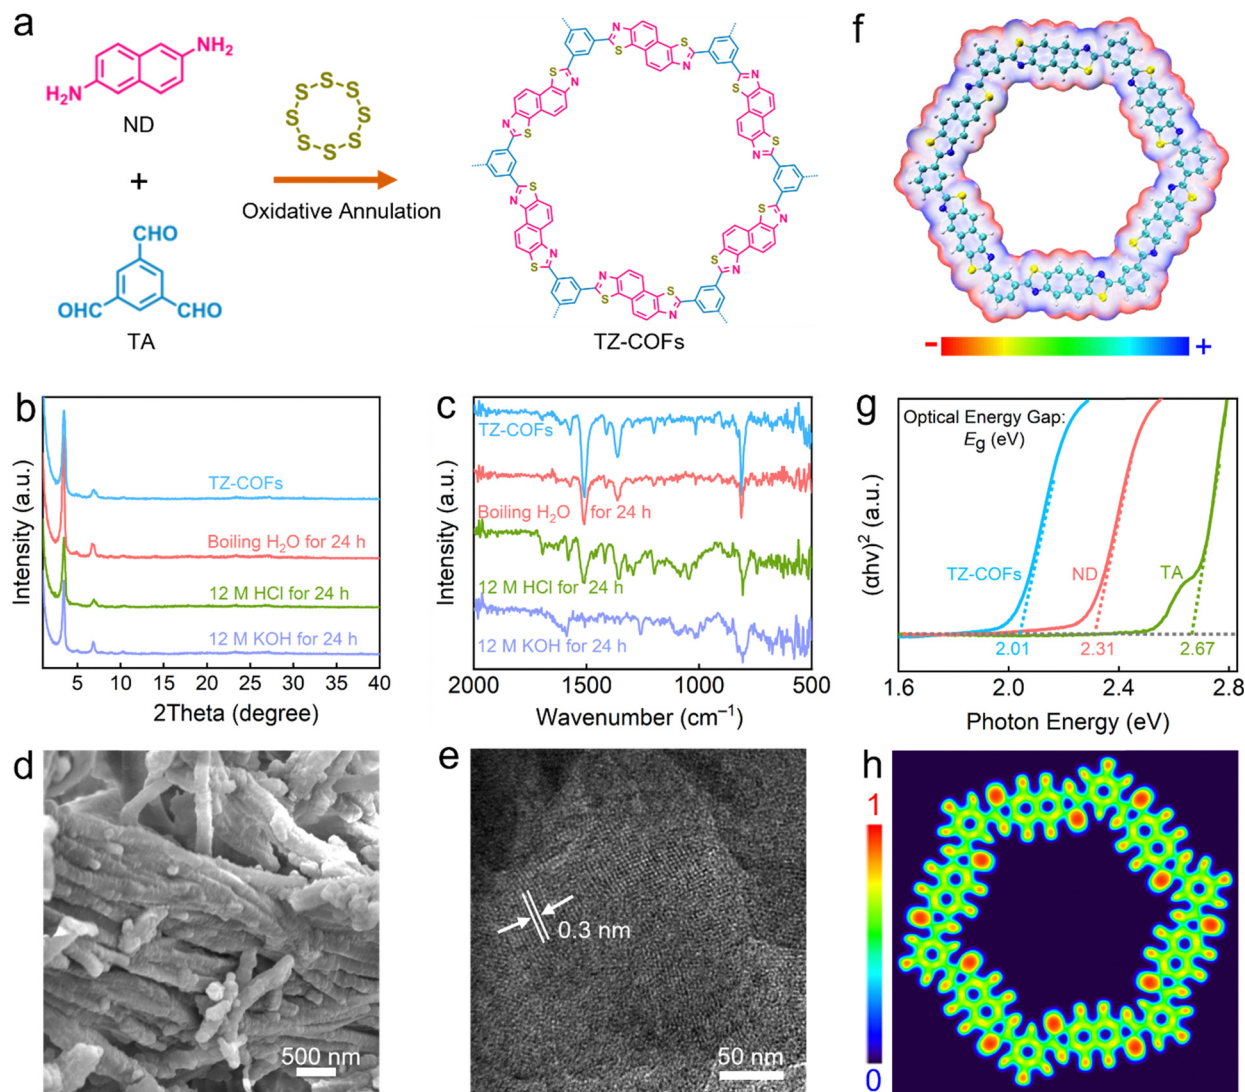 a
NH₂
H₂N
ND
+
CHO
OHC
CHO
TA
S
S
S
S
S
S
S
S
Oxidative Annulation
S
N
S
N
S
N
S
N
S
N
S
N
S
N
S
N
S
N
S
N
S
N
S
N
TZ-COFs
f
-
+
b
Intensity (a.u.)
TZ-COFs
Boiling H₂O for 24 h
12 M HCl for 24 h
12 M KOH for 24 h
5 10 15 20 25 30 35 40
2Theta (degree)
c
Intensity (a.u.)
TZ-COFs
Boiling H₂O for 24 h
12 M HCl for 24 h
12 M KOH for 24 h
2000 1500 1000 500
Wavenumber (cm⁻¹)
g
(αhv)² (a.u.)
Optical Energy Gap:
Eg (eV)
TZ-COFs
ND
TA
2.01
2.31
2.67
1.6 2.0 2.4 2.8
Photon Energy (eV)
d
500 nm
e
0.3 nm
50 nm
h
1
0